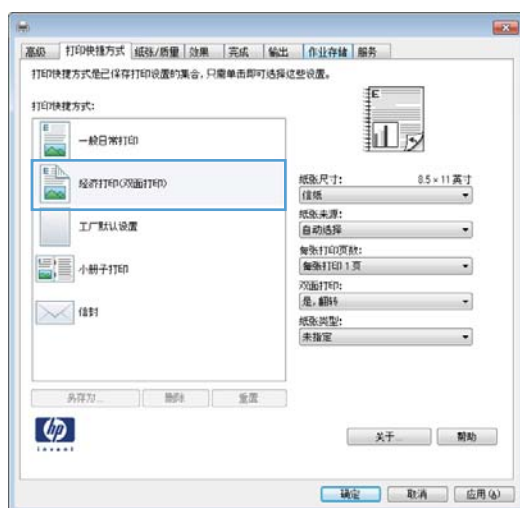 高级 打印快捷方式 纸张/质量 效果 完成 输出 作业存储 服务
打印快捷方式是已保存打印设置的集合,只需单击即可选择这些设置。
打印快捷方式:
一般日常打印
经济打印(双面打印)
工厂默认设置
小册子打印
信封
E
纸张尺寸: 8.5 × 11 英寸
信纸
纸张来源:
自动选择
每张打印页数:
每张打印 1 页
双面打印:
是,翻转
纸张类型:
未指定
另存为... 删除 重置
hp
invent
关于... 帮助
确定 取消 应用(A)